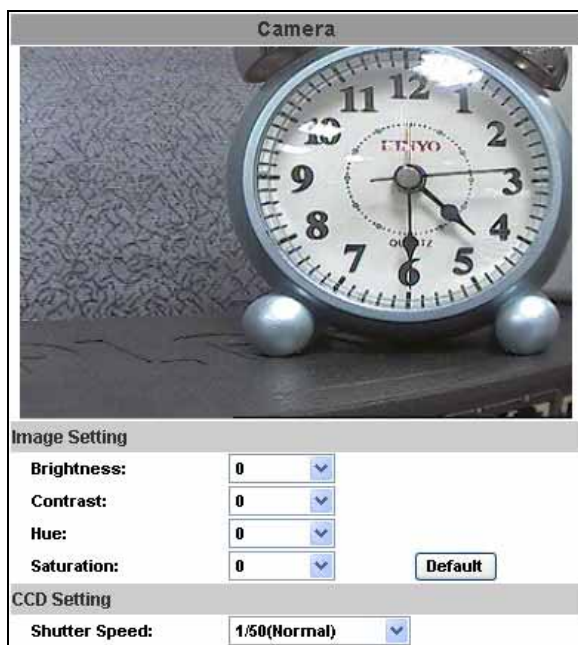 Camera
12
11
1
10
2
9
3
8
4
7
5
6
QUARTZ
Image Setting
Brightness: 0
Contrast: 0
Hue: 0
Saturation: 0 Default
CCD Setting
Shutter Speed: 1/50(Normal)